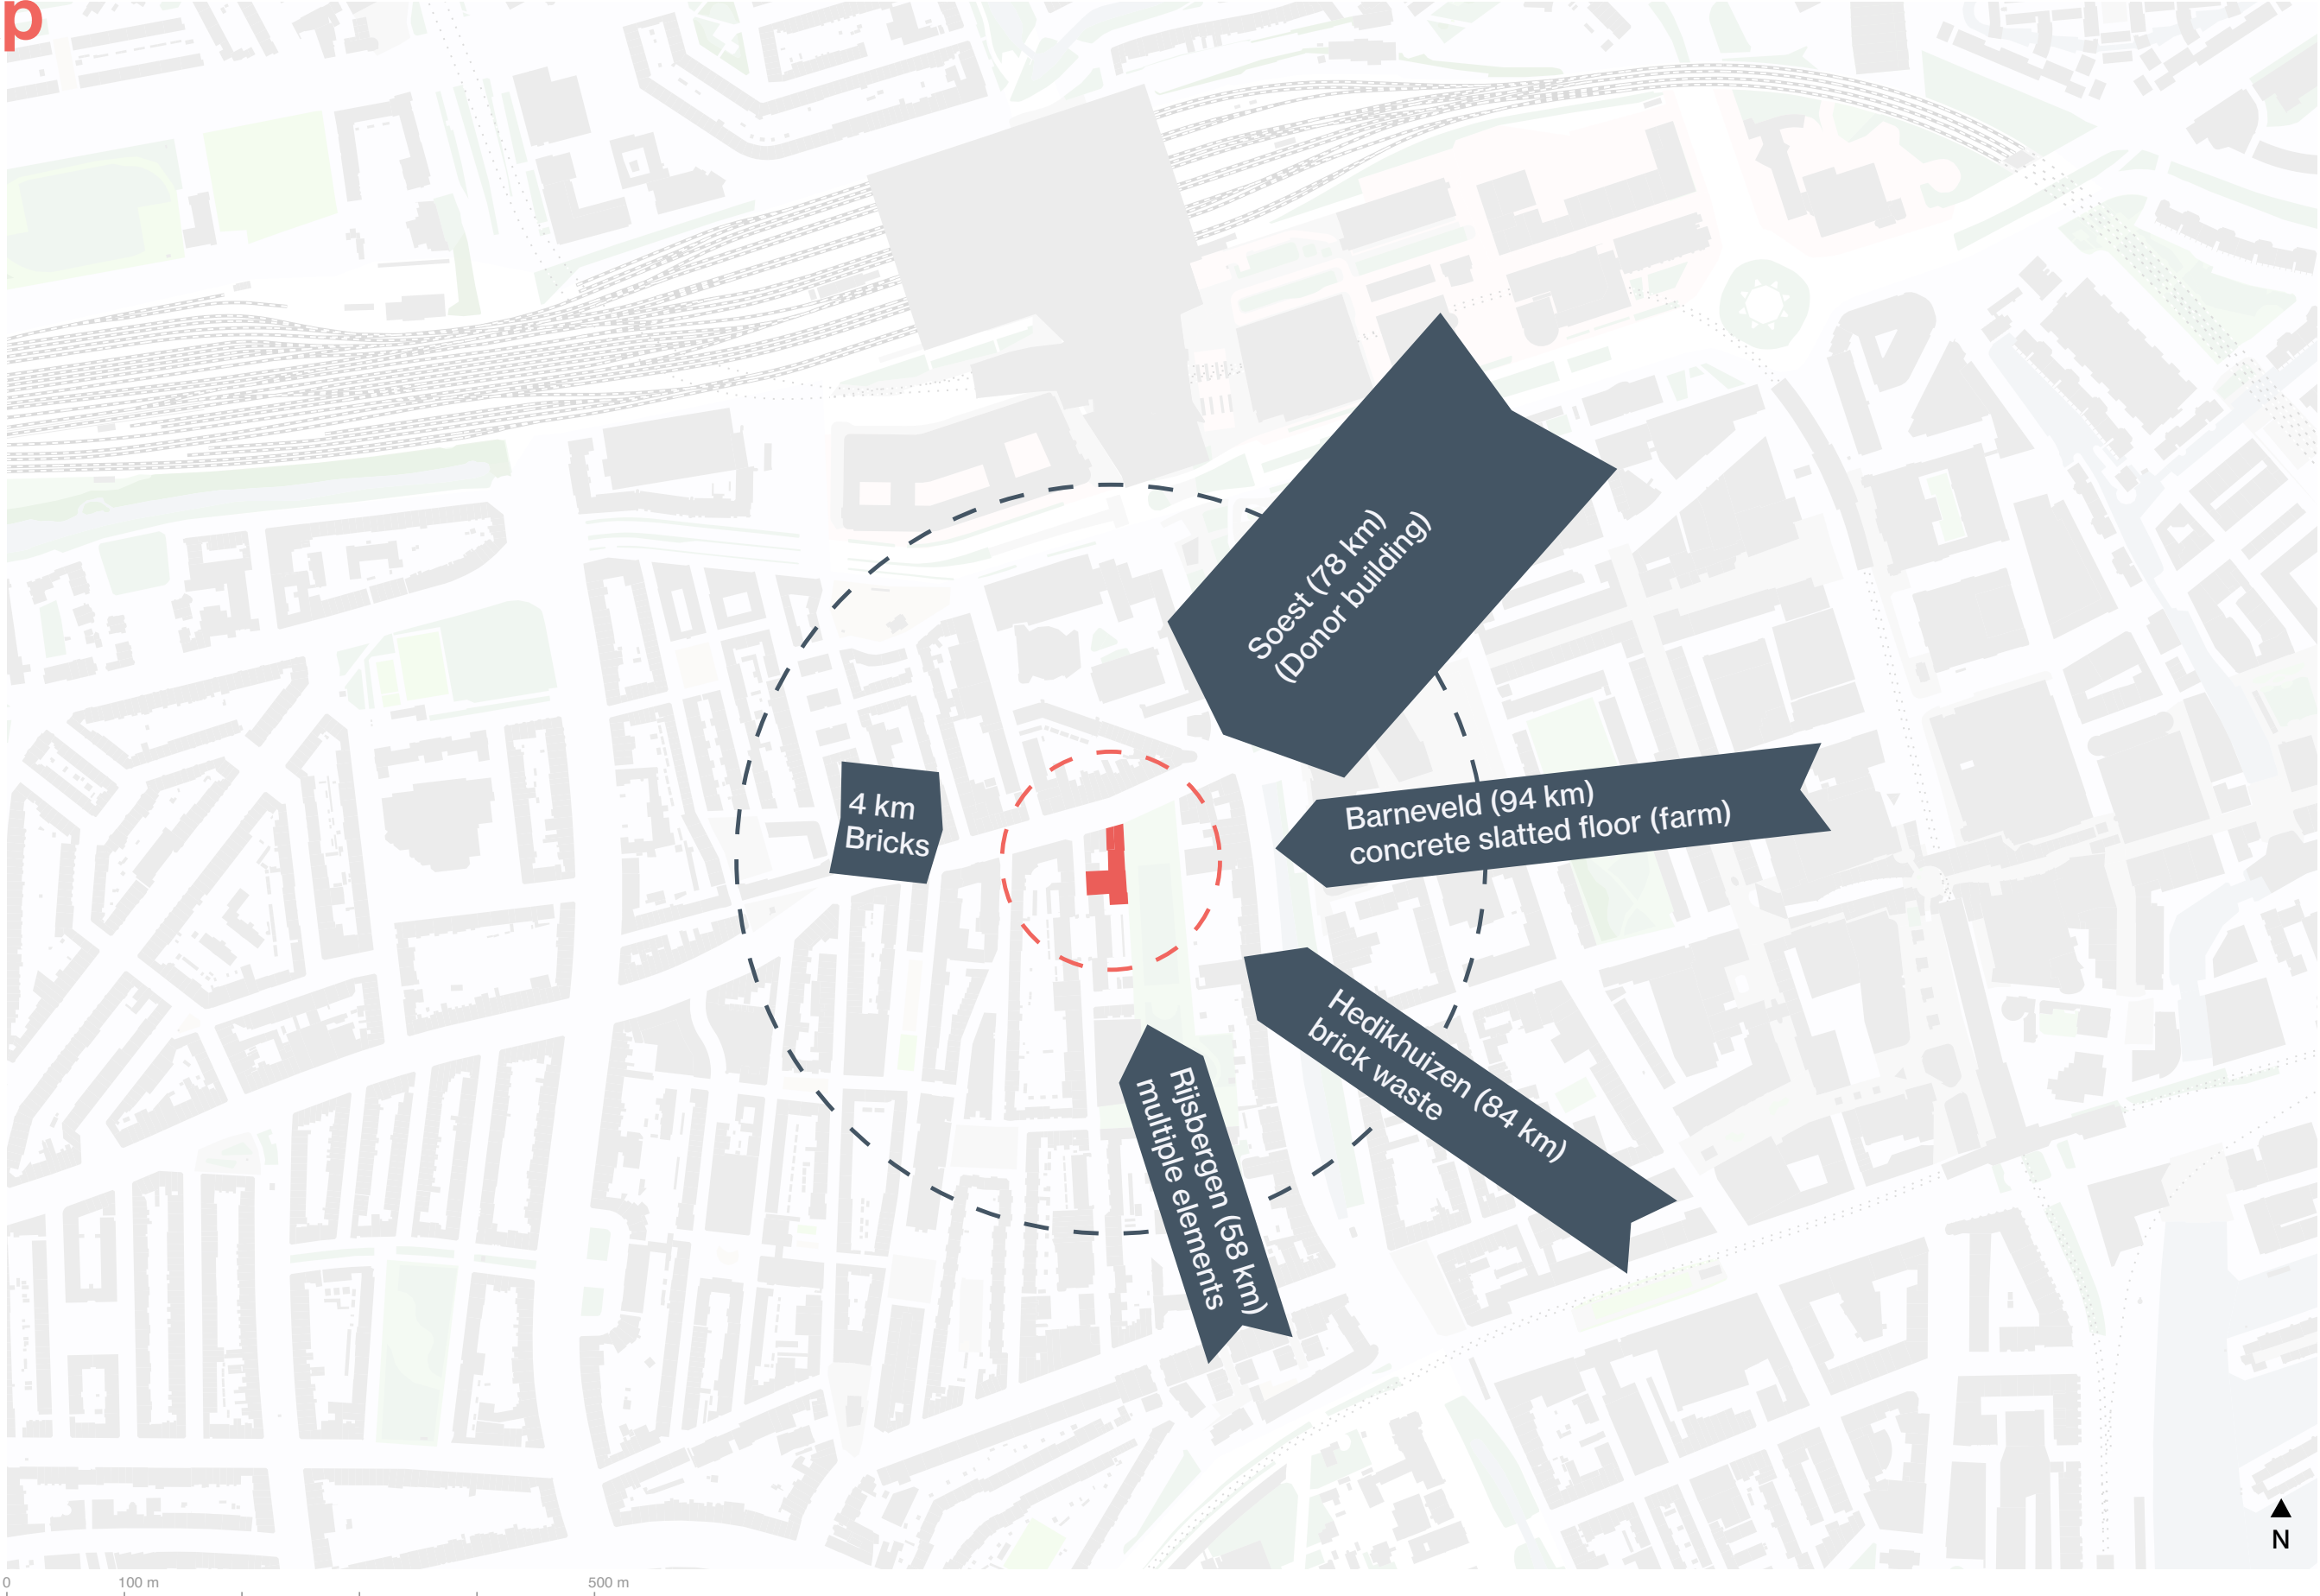 p
Soest (78 km)
(Donor building)
4 km
Bricks
Barneveld (94 km)
concrete slatted floor (farm)
Hedikhuizen (84 km)
brick waste
Rijsbergen (58 km)
multiple elements
N
0
100 m
500 m